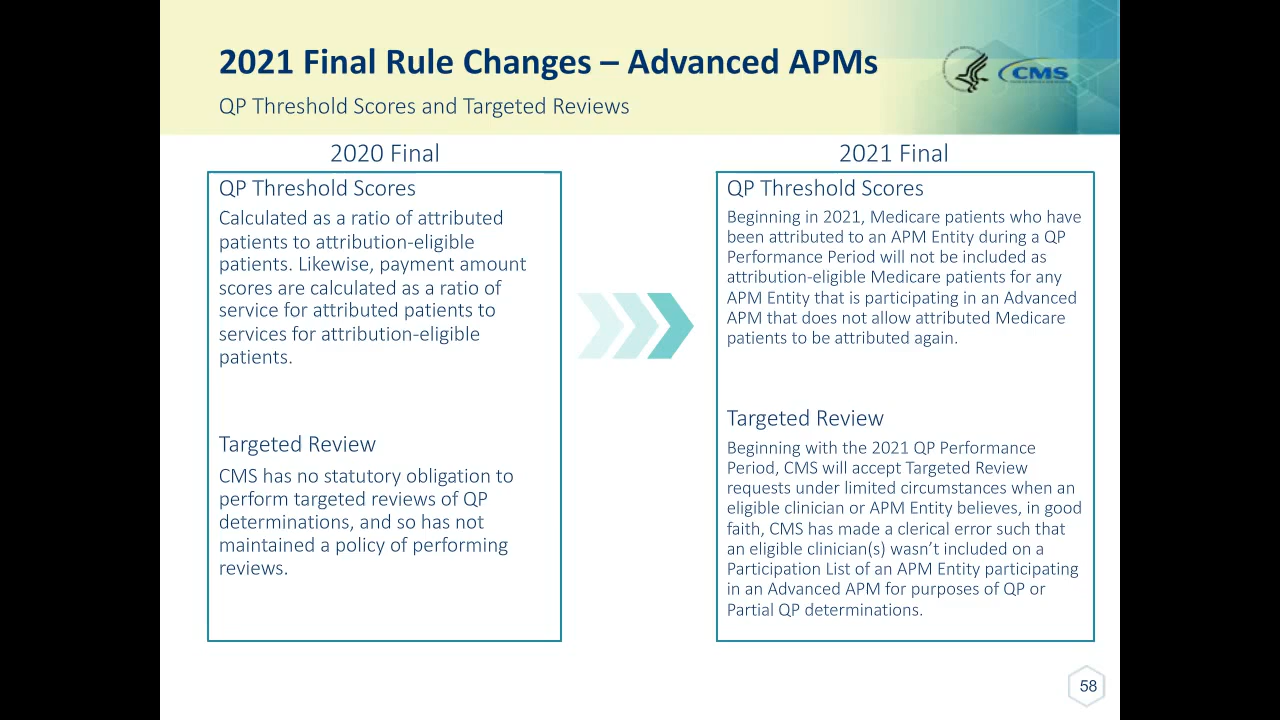 2021 Final Rule Changes – Advanced APMs
QP Threshold Scores and Targeted Reviews
CMS
2020 Final
QP Threshold Scores
Calculated as a ratio of attributed
patients to attribution-eligible
patients. Likewise, payment amount
scores are calculated as a ratio of
service for attributed patients to
services for attribution-eligible
patients.
Targeted Review
CMS has no statutory obligation to
perform targeted reviews of QP
determinations, and so has not
maintained a policy of performing
reviews.
2021 Final
QP Threshold Scores
Beginning in 2021, Medicare patients who have
been attributed to an APM Entity during a QP
Performance Period will not be included as
attribution-eligible Medicare patients for any
APM Entity that is participating in an Advanced
APM that does not allow attributed Medicare
patients to be attributed again.
Targeted Review
Beginning with the 2021 QP Performance
Period, CMS will accept Targeted Review
requests under limited circumstances when an
eligible clinician or APM Entity believes, in good
faith, CMS has made a clerical error such that
an eligible clinician(s) wasn’t included on a
Participation List of an APM Entity participating
in an Advanced APM for purposes of QP or
Partial QP determinations.
58